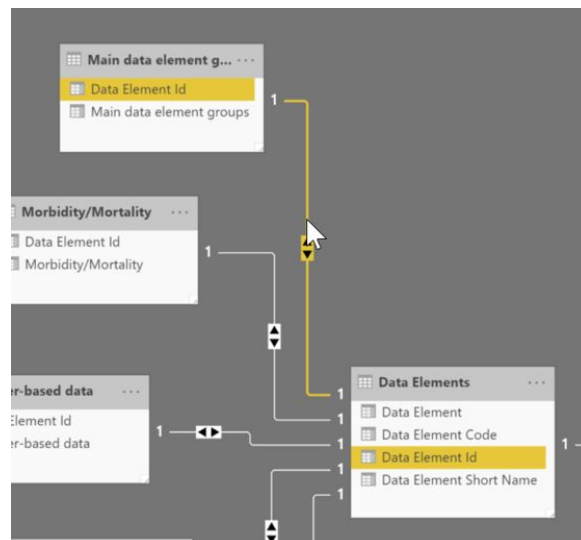 Main data element g... ...
Data Element Id
Main data element groups
1
Morbidity/Mortality ...
Data Element Id
Morbidity/Mortality
1
er-based data ...
Element Id
er-based data
1
1
1
1
1
1
Data Elements ...
Data Element
Data Element Code
Data Element Id
Data Element Short Name
1